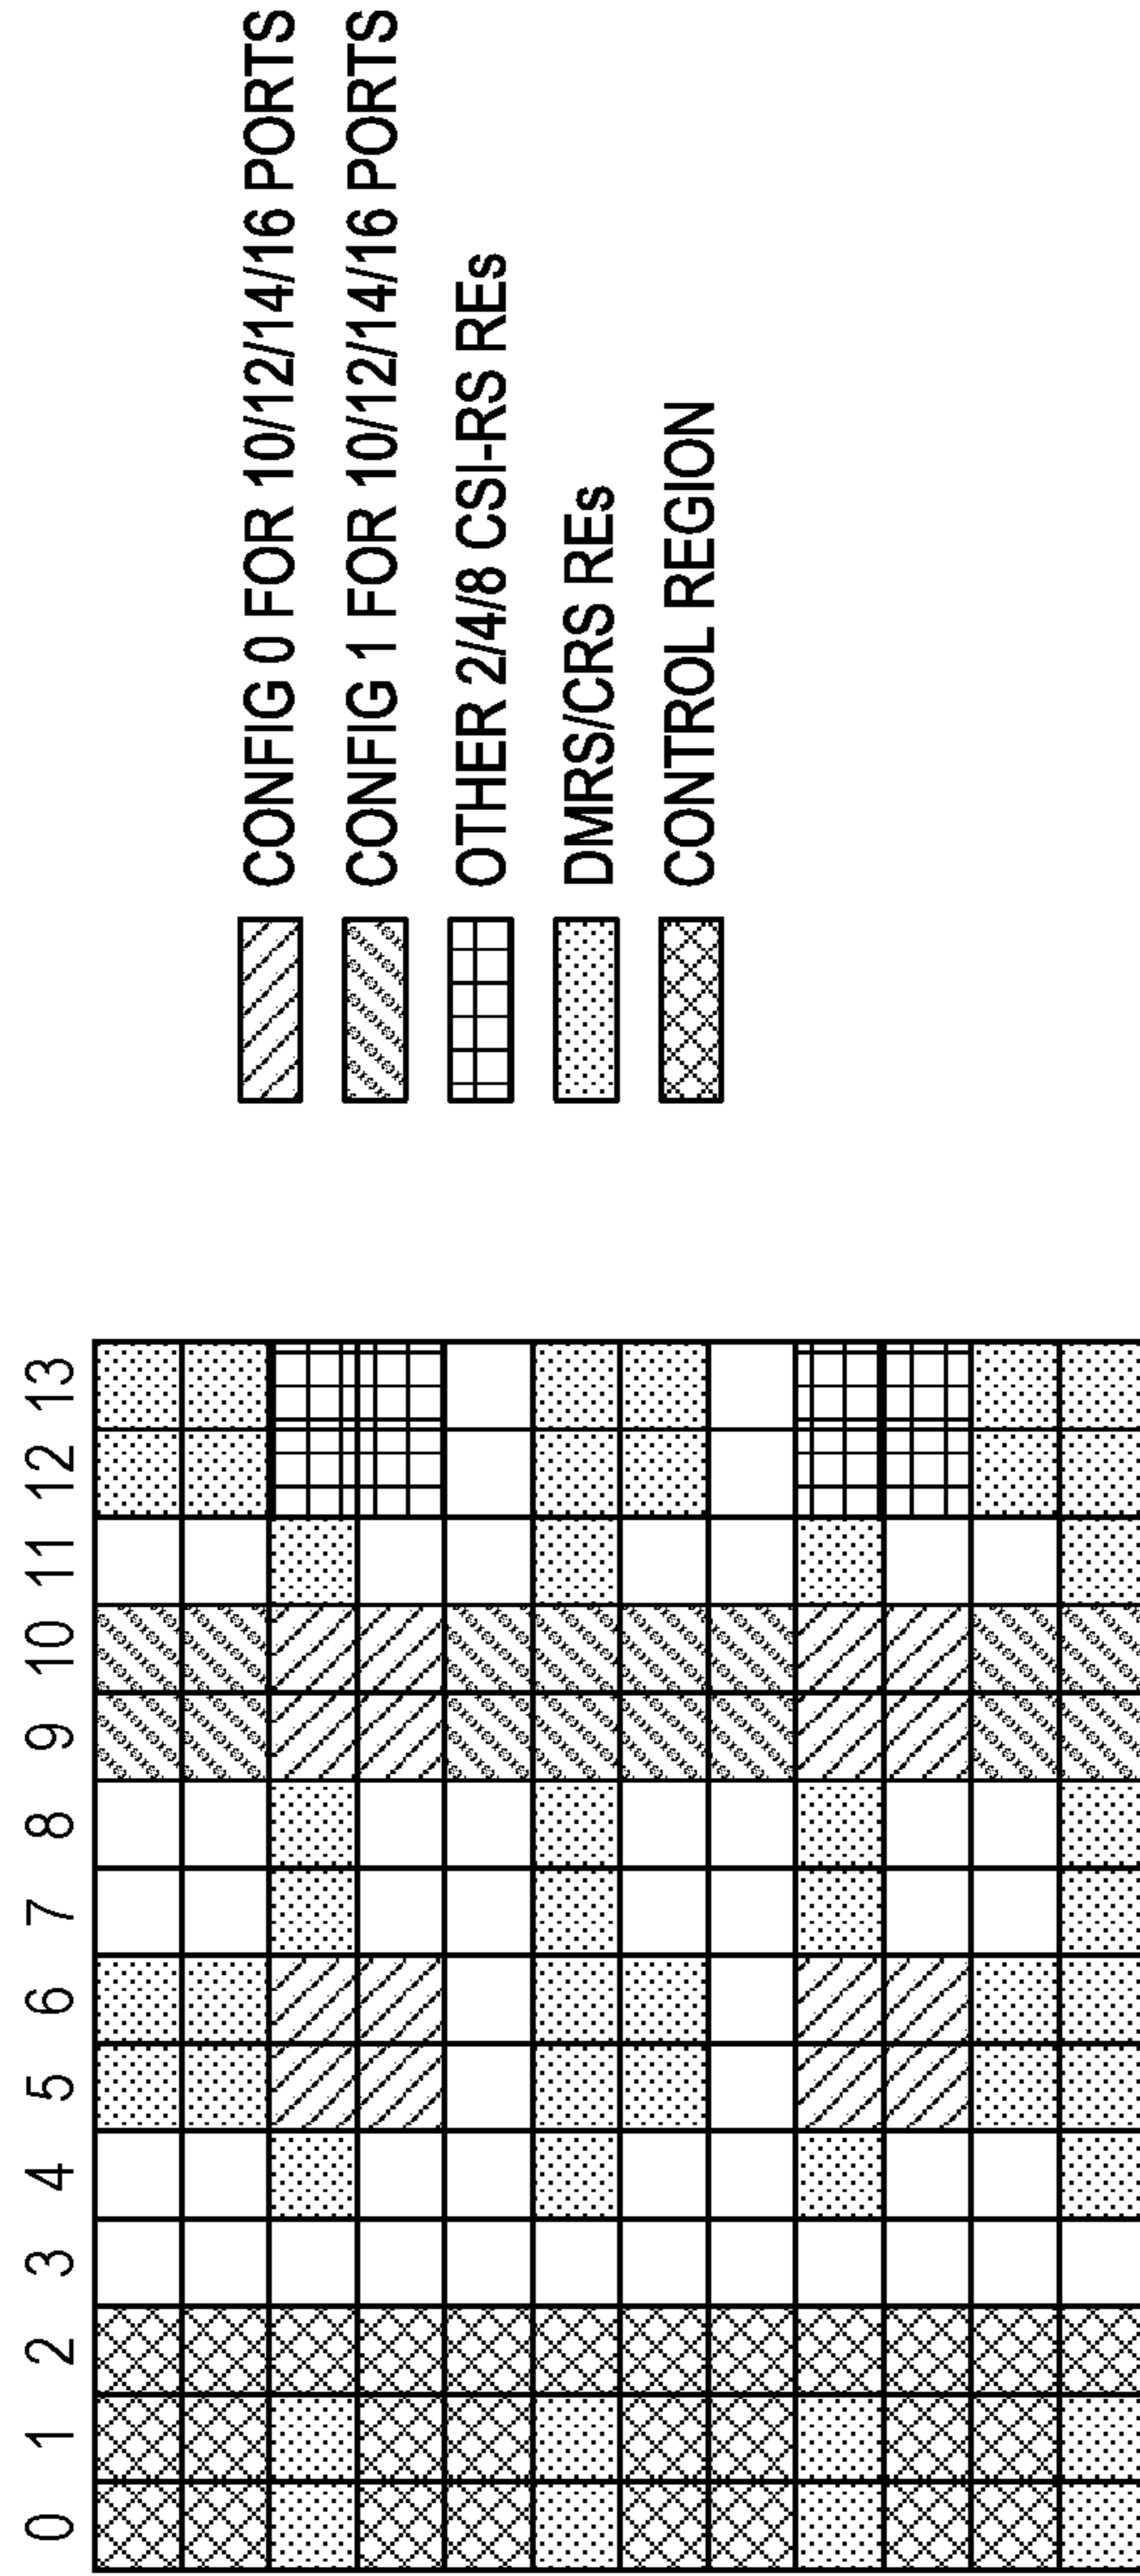 0 1 2 3 4 5 6 7 8 9 10 11 12 13
CONFIG 0 FOR 10/12/14/16 PORTS
CONFIG 1 FOR 10/12/14/16 PORTS
OTHER 2/4/8 CSI-RS REs
DMRS/CRS REs
CONTROL REGION